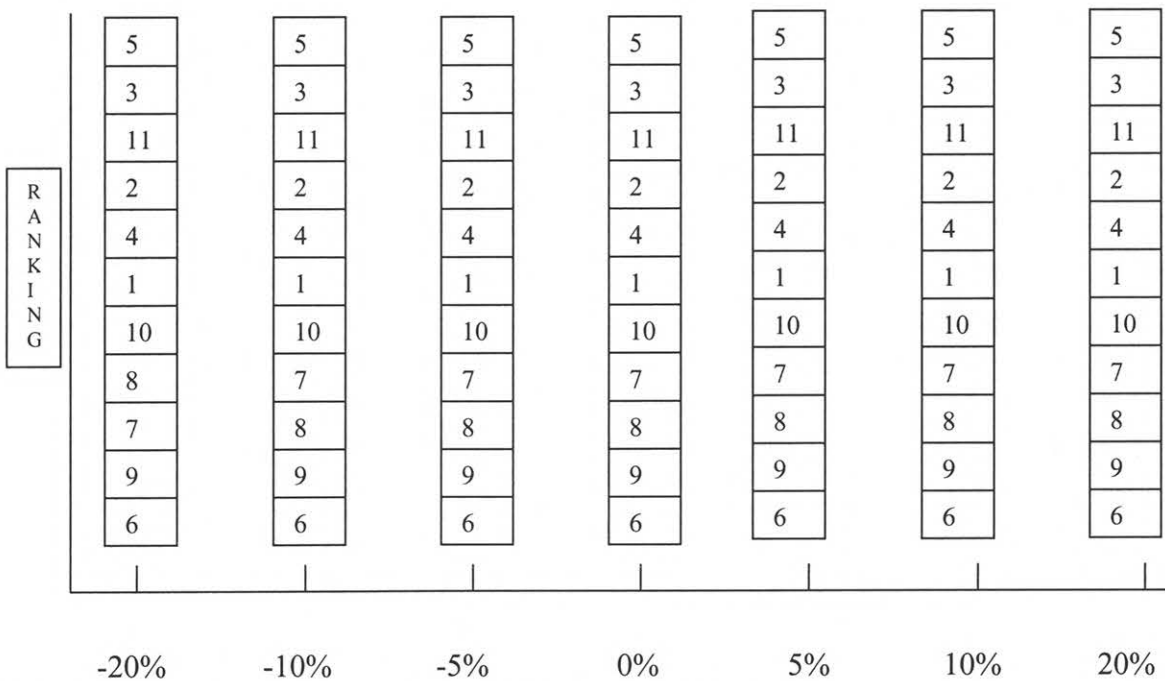 5 5 5 5 5 5 5
3 3 3 3 3 3 3
11 11 11 11 11 11 11
2 2 2 2 2 2 2
4 4 4 4 4 4 4
1 1 1 1 1 1 1
10 10 10 10 10 10 10
8 7 7 7 7 7 7
7 8 8 8 8 8 8
9 9 9 9 9 9 9
6 6 6 6 6 6 6
RANKING
-20% -10% -5% 0% 5% 10% 20%